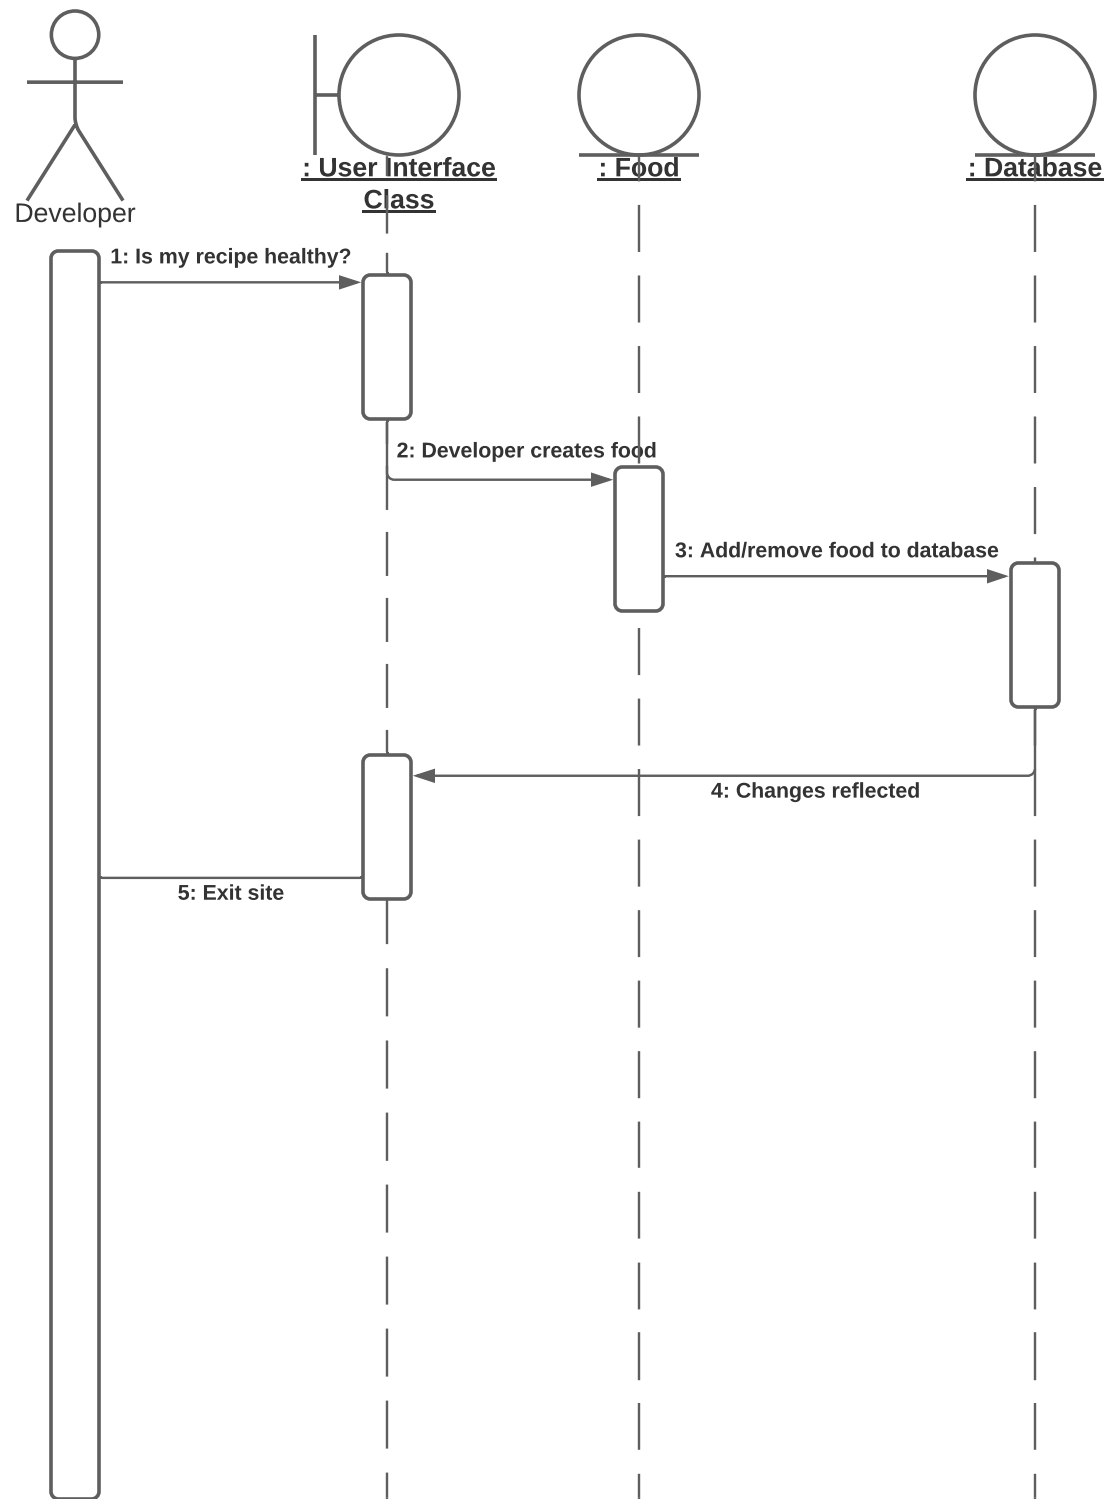 : User Interface
Class
: Food
: Database
Developer
1: Is my recipe healthy?
2: Developer creates food
3: Add/remove food to database
4: Changes reflected
5: Exit site